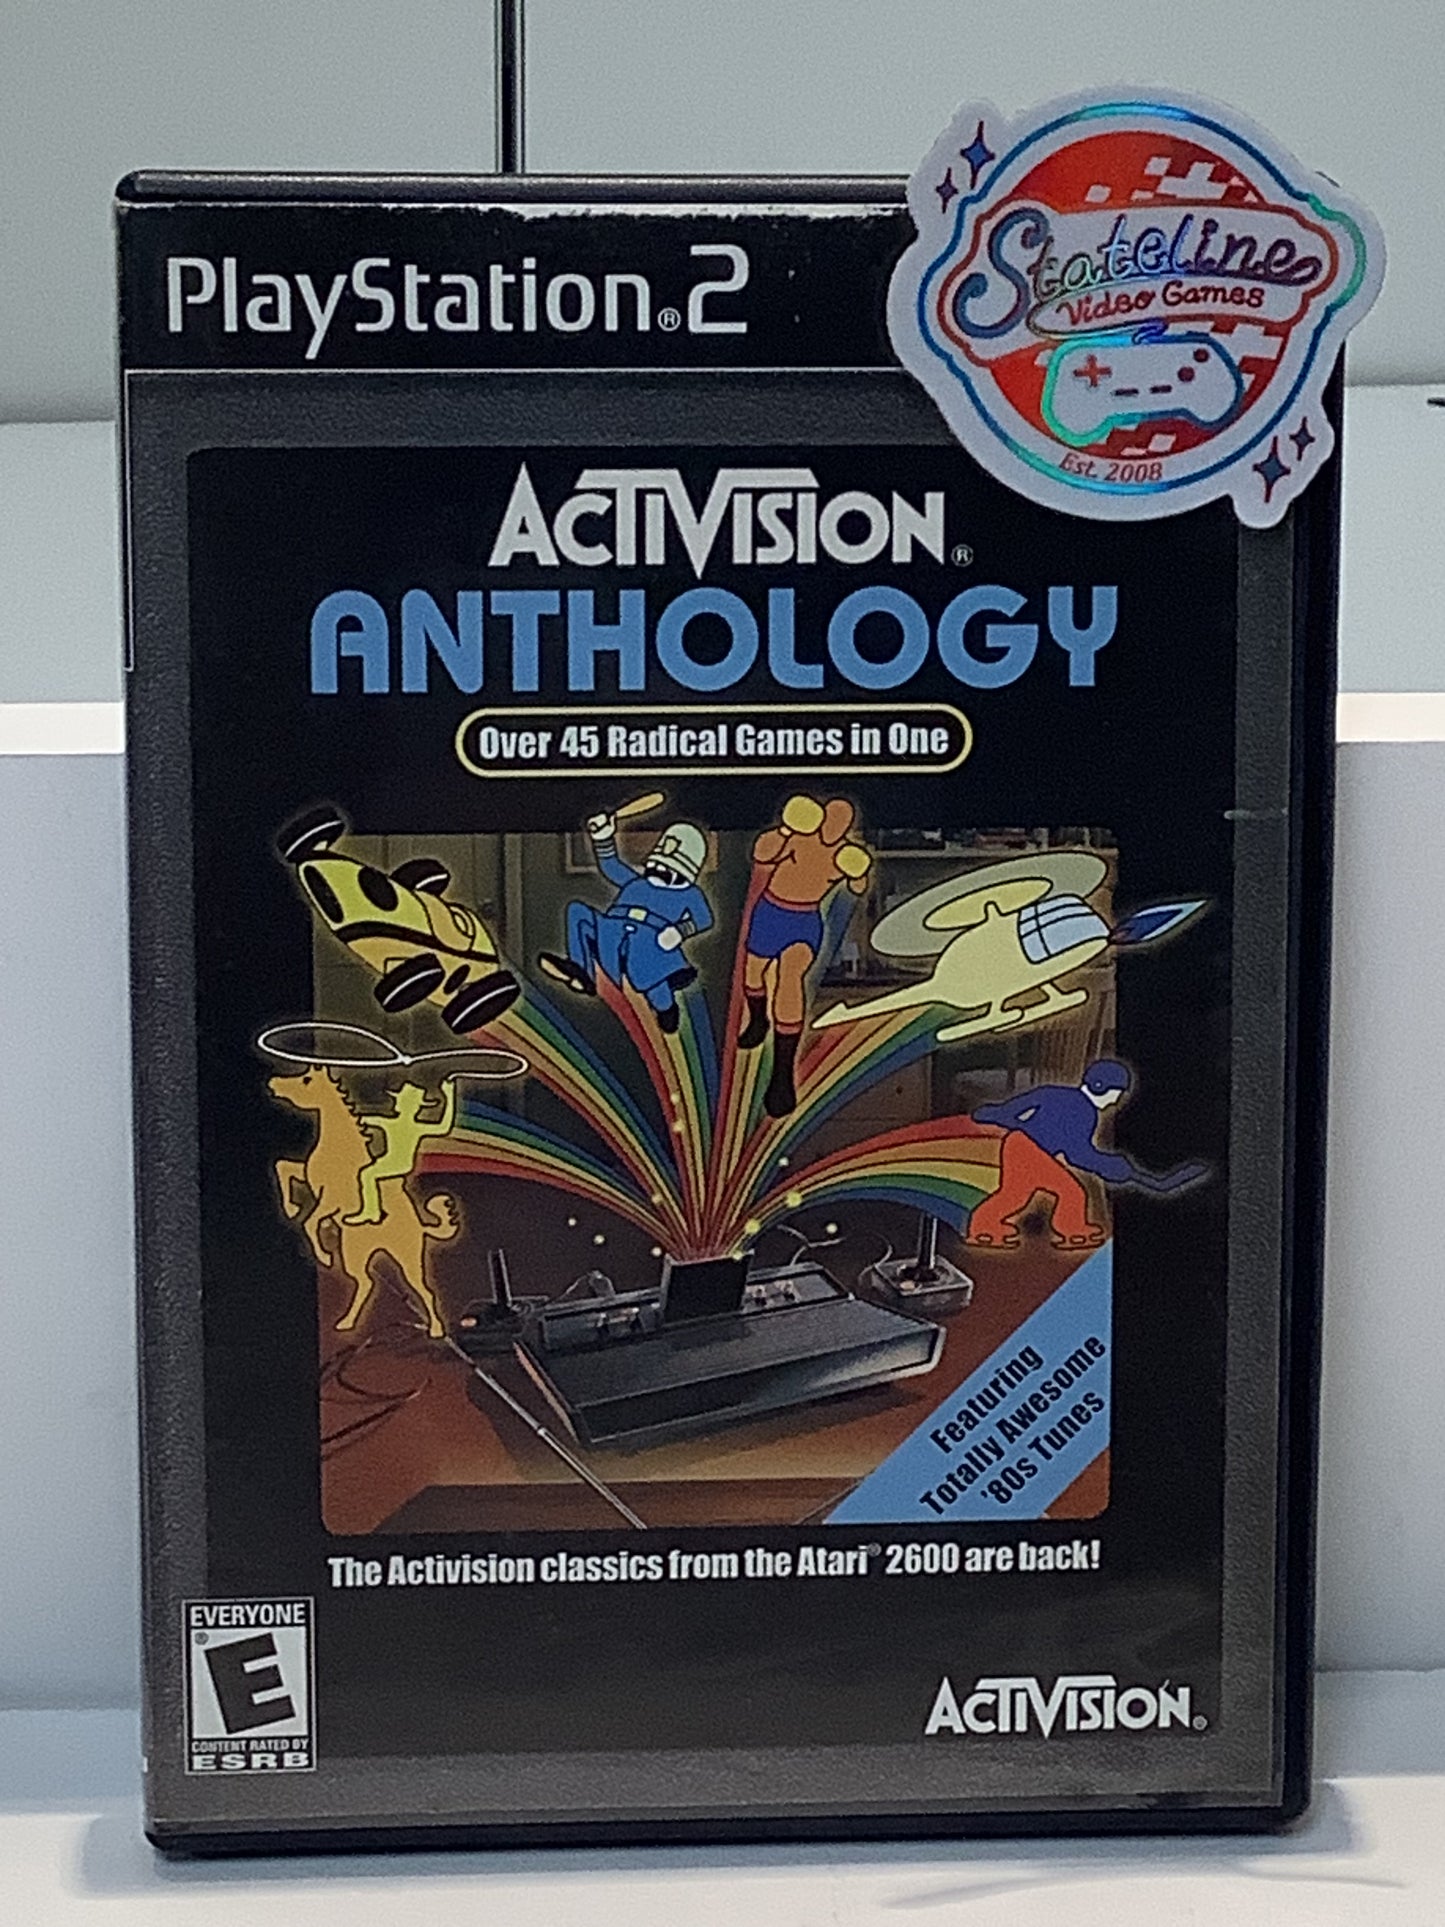 PlayStation®2
Stateline
Video Games
Est. 2008
ACTIVISION®
ANTHOLOGY
Over 45 Radical Games in One
Featuring
Totally Awesome
'80s Tunes
The Activision classics from the Atari® 2600 are back!
EVERYONE
E®
CONTENT RATED BY
ESRB
ACTIVISION®